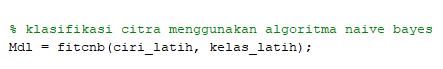 % klasifikasi citra menggunakan algoritma naive bayes
Mdl = fitcnb(ciri_latih, kelas_latih);